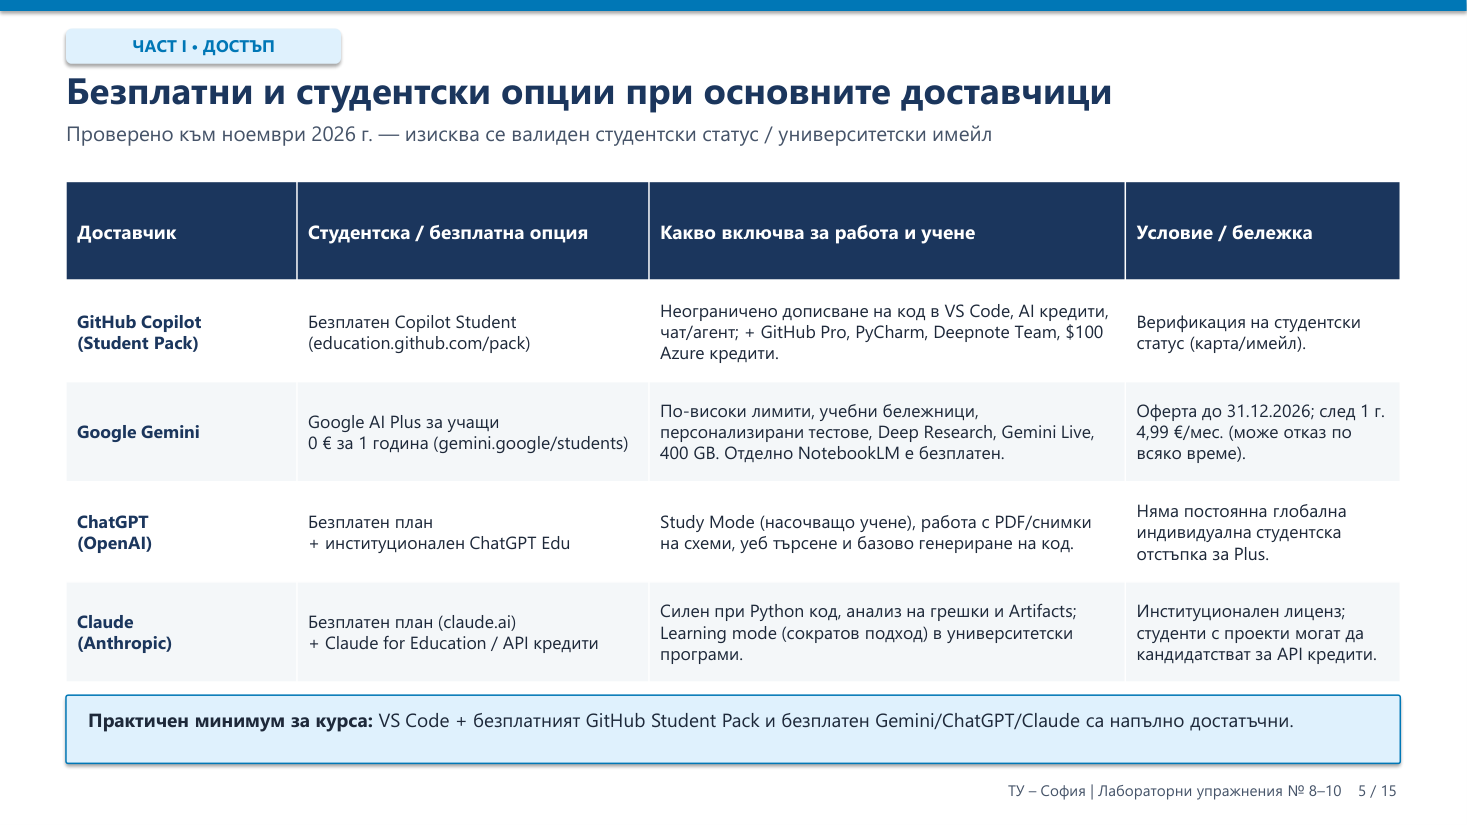 ЧАСТ I • ДОСТЪП
Безплатни и студентски опции при основните доставчици
Проверено към ноември 2026 г. — изисква се валиден студентски статус / университетски имейл
Доставчик
Студентска / безплатна опция
Какво включва за работа и учене
Условие / бележка
GitHub Copilot
(Student Pack)
Безплатен Copilot Student
(education.github.com/pack)
Неограничено дописване на код в VS Code, AI кредити,
чат/агент; + GitHub Pro, PyCharm, Deepnote Team, $100
Azure кредити.
Верификация на студентски
статус (карта/имейл).
Google Gemini
Google AI Plus за учащи
0 € за 1 година (gemini.google/students)
По-високи лимити, учебни бележници,
персонализирани тестове, Deep Research, Gemini Live,
400 GB. Отделно NotebookLM е безплатен.
Оферта до 31.12.2026; след 1 г.
4,99 €/мес. (може отказ по
всяко време).
ChatGPT
(OpenAI)
Безплатен план
+ институционален ChatGPT Edu
Study Mode (насочващо учене), работа с PDF/снимки
на схеми, уеб търсене и базово генериране на код.
Няма постоянна глобална
индивидуална студентска
отстъпка за Plus.
Claude
(Anthropic)
Безплатен план (claude.ai)
+ Claude for Education / API кредити
Силен при Python код, анализ на грешки и Artifacts;
Learning mode (сократов подход) в университетски
програми.
Институционален лиценз;
студенти с проекти могат да
кандидатстват за API кредити.
Практичен минимум за курса: VS Code + безплатният GitHub Student Pack и безплатен Gemini/ChatGPT/Claude са напълно достатъчни.
ТУ – София | Лабораторни упражнения № 8–10 5 / 15